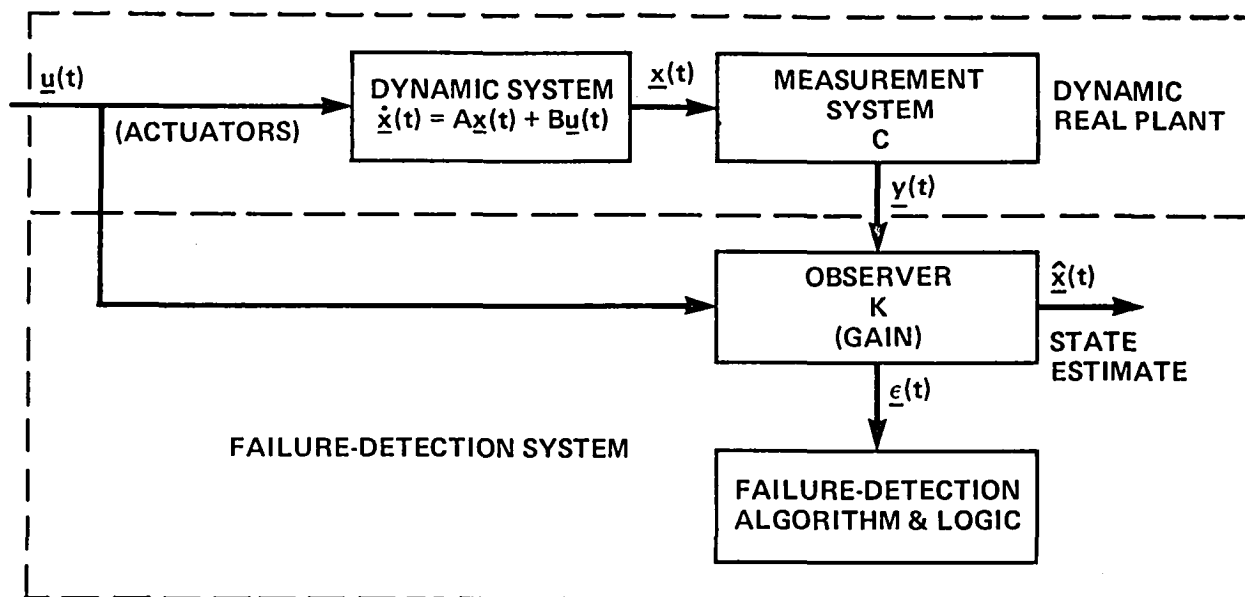 u(t)
(ACTUATORS)
DYNAMIC SYSTEM
ẋ(t) = Ax(t) + Bu(t)
x(t)
MEASUREMENT
SYSTEM
C
DYNAMIC
REAL PLANT
y(t)
OBSERVER
K
(GAIN)
x̂(t)
STATE
ESTIMATE
ϵ(t)
FAILURE-DETECTION SYSTEM
FAILURE-DETECTION
ALGORITHM & LOGIC